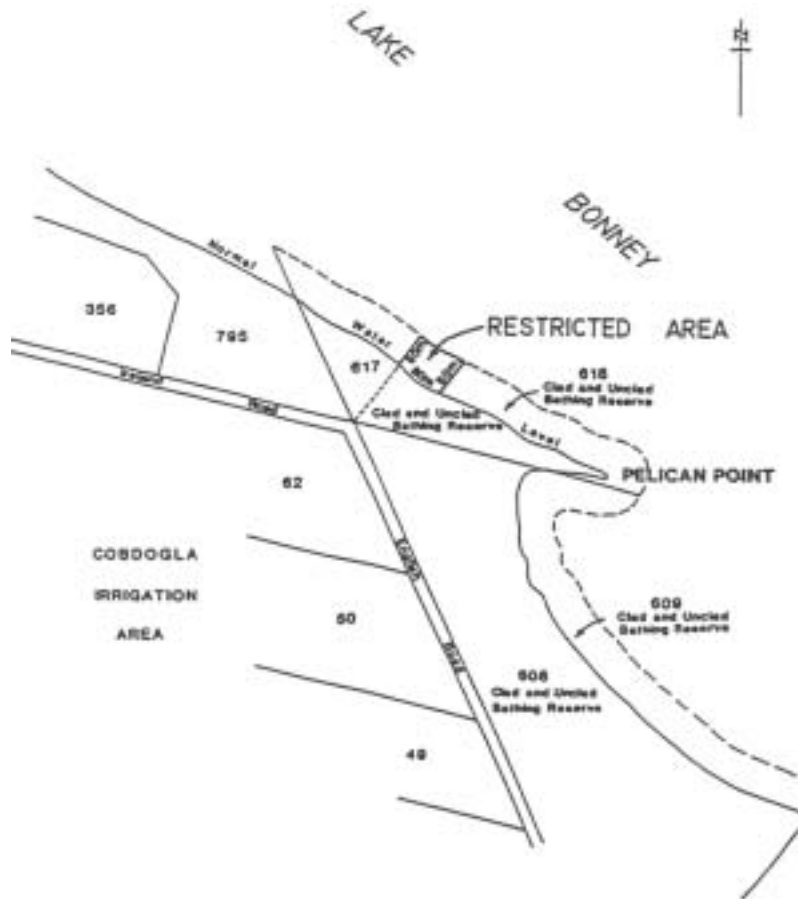 LAKE
N
BONNEY
Normal
356
795
Water
RESTRICTED AREA
617
618
Clad and Unclad
Bathing Reserve
Clad and Unclad
Bathing Reserve
Road
Level
PELICAN POINT
62
COBDOGLA
IRRIGATION
AREA
60
609
Clad and Unclad
Bathing Reserve
Road
608
Clad and Unclad
Bathing Reserve
49